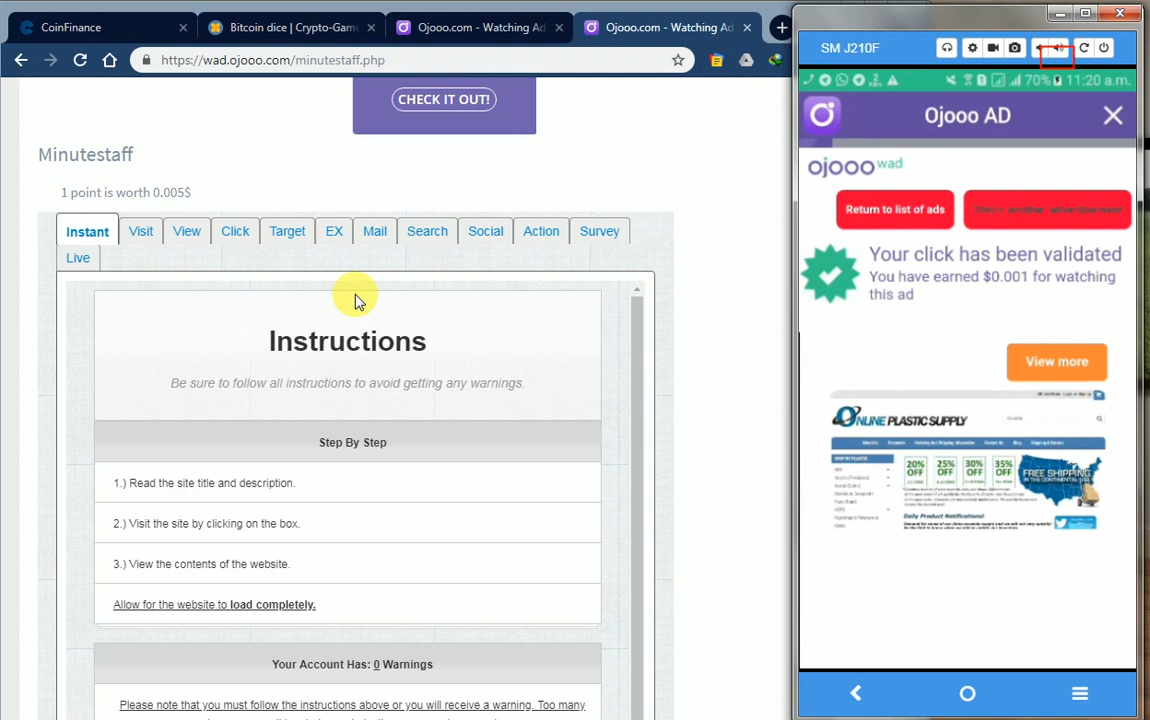 CoinFinance
Bitcoin dice | Crypto-Game
Ojooo.com - Watching Ad
Ojooo.com - Watching Ad
https://wad.ojooo.com/minutestaff.php
CHECK IT OUT!
Minutestaff
1 point is worth 0.005$
Instant
Visit
View
Click
Target
EX
Mail
Search
Social
Action
Survey
Live
Instructions
Be sure to follow all instructions to avoid getting any warnings.
Step By Step
1.) Read the site title and description.
2.) Visit the site by clicking on the box.
3.) View the contents of the website.
Allow for the website to load completely.
Your Account Has: 0 Warnings
Please note that you must follow the instructions above or you will receive a warning. Too many
SM J210F
70% 11:20 a.m.
Ojooo AD
ojooo wad
Return to list of ads
Your click has been validated
You have earned $0.001 for watching
this ad
View more
ONLINE PLASTIC SUPPLY
20% OFF
25% OFF
30% OFF
35% OFF
FREE SHIPPING
Daily Product Notifications!